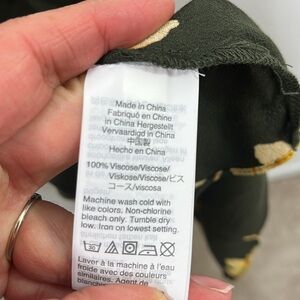 Made in China
Fabriqué en Chine
in China Hergestellt
Vervaardigd in China
中国製
Hecho en China
100% Viscose/Viscose/
Viskose/Viscose/ビス
コース/viscosa
Machine wash cold with
like colors. Non-chlorine
bleach only. Tumble dry
low. Iron on lowest setting.
30
Laver à la machine à l'eau
froide avec des couleurs
similaires. Agent de